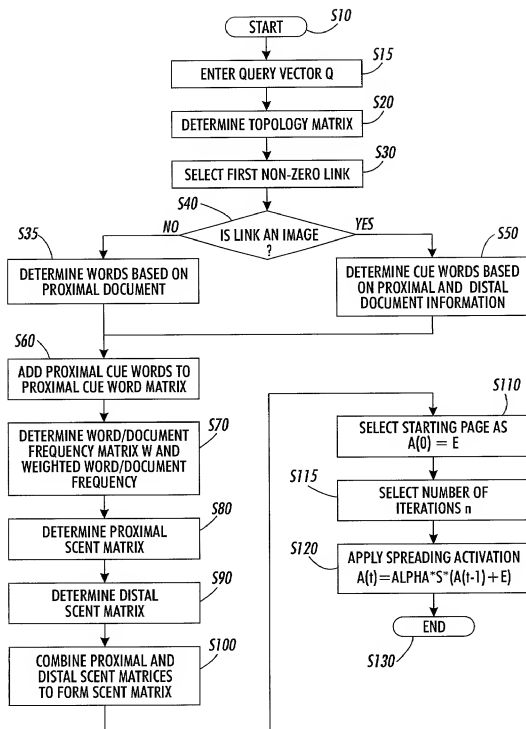 S10
START
S15
ENTER QUERY VECTOR Q
S20
DETERMINE TOPOLOGY MATRIX
S30
SELECT FIRST NON-ZERO LINK
S40
NO
IS LINK AN IMAGE
?
YES
S35
DETERMINE WORDS BASED ON
PROXIMAL DOCUMENT
S50
DETERMINE CUE WORDS BASED
ON PROXIMAL AND DISTAL
DOCUMENT INFORMATION
S60
ADD PROXIMAL CUE WORDS TO
PROXIMAL CUE WORD MATRIX
S70
DETERMINE WORD/DOCUMENT
FREQUENCY MATRIX W AND
WEIGHTED WORD/DOCUMENT
FREQUENCY
S80
DETERMINE PROXIMAL
SCENT MATRIX
S90
DETERMINE DISTAL
SCENT MATRIX
S100
COMBINE PROXIMAL AND
DISTAL SCENT MATRICES
TO FORM SCENT MATRIX
S110
SELECT STARTING PAGE AS
A(0) = E
S115
SELECT NUMBER OF
ITERATIONS n
S120
APPLY SPREADING ACTIVATION
A(t)=ALPHA*S*(A(t-1)+E)
END
S130